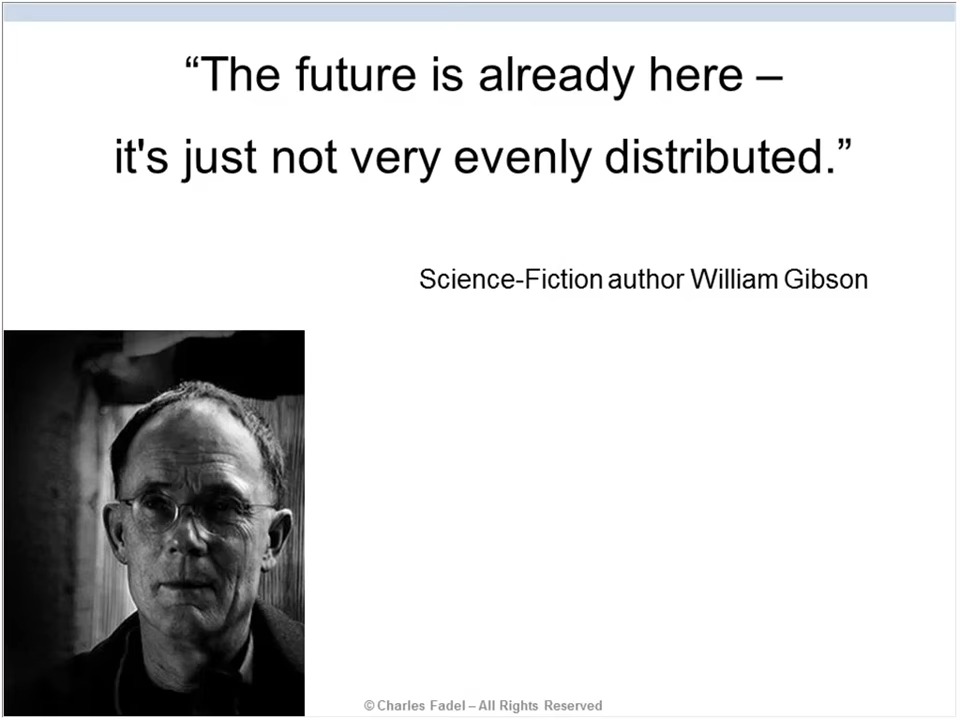 “The future is already here –
it's just not very evenly distributed.”
Science-Fiction author William Gibson
© Charles Fadel – All Rights Reserved